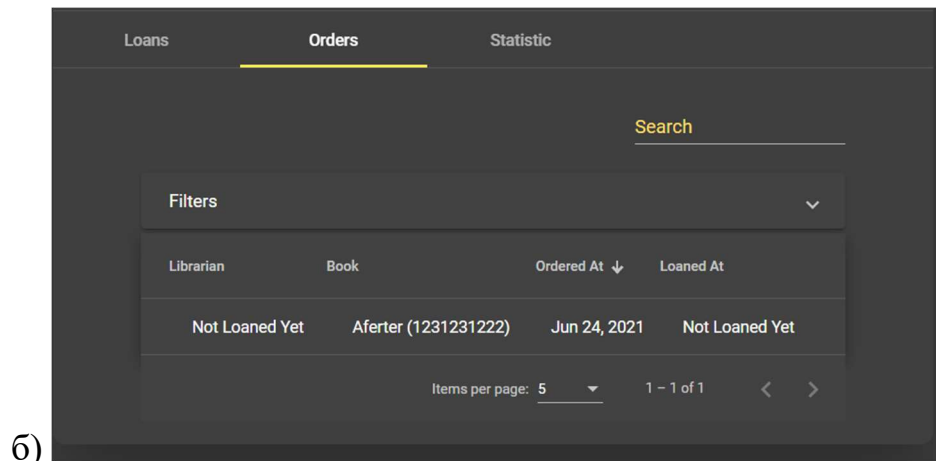 Loans Orders Statistic
Search
Filters
Librarian Book Ordered At Loaned At
Not Loaned Yet Aferter (1231231222) Jun 24, 2021 Not Loaned Yet
Items per page: 5 1 – 1 of 1
б)